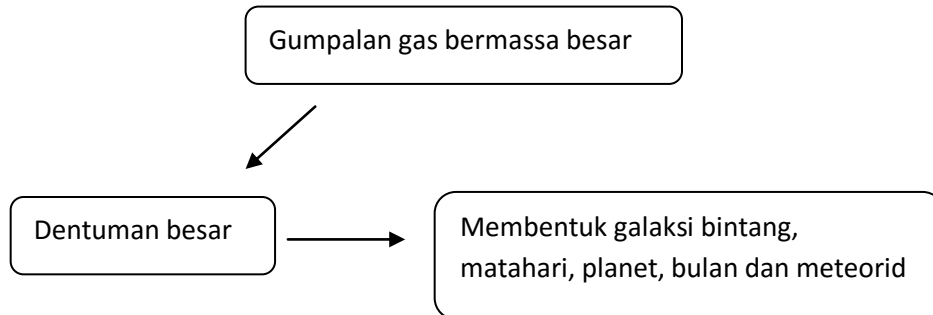 Gumpalan gas bermassa besar
Dentuman besar
Membentuk galaksi bintang,
matahari, planet, bulan dan meteorid